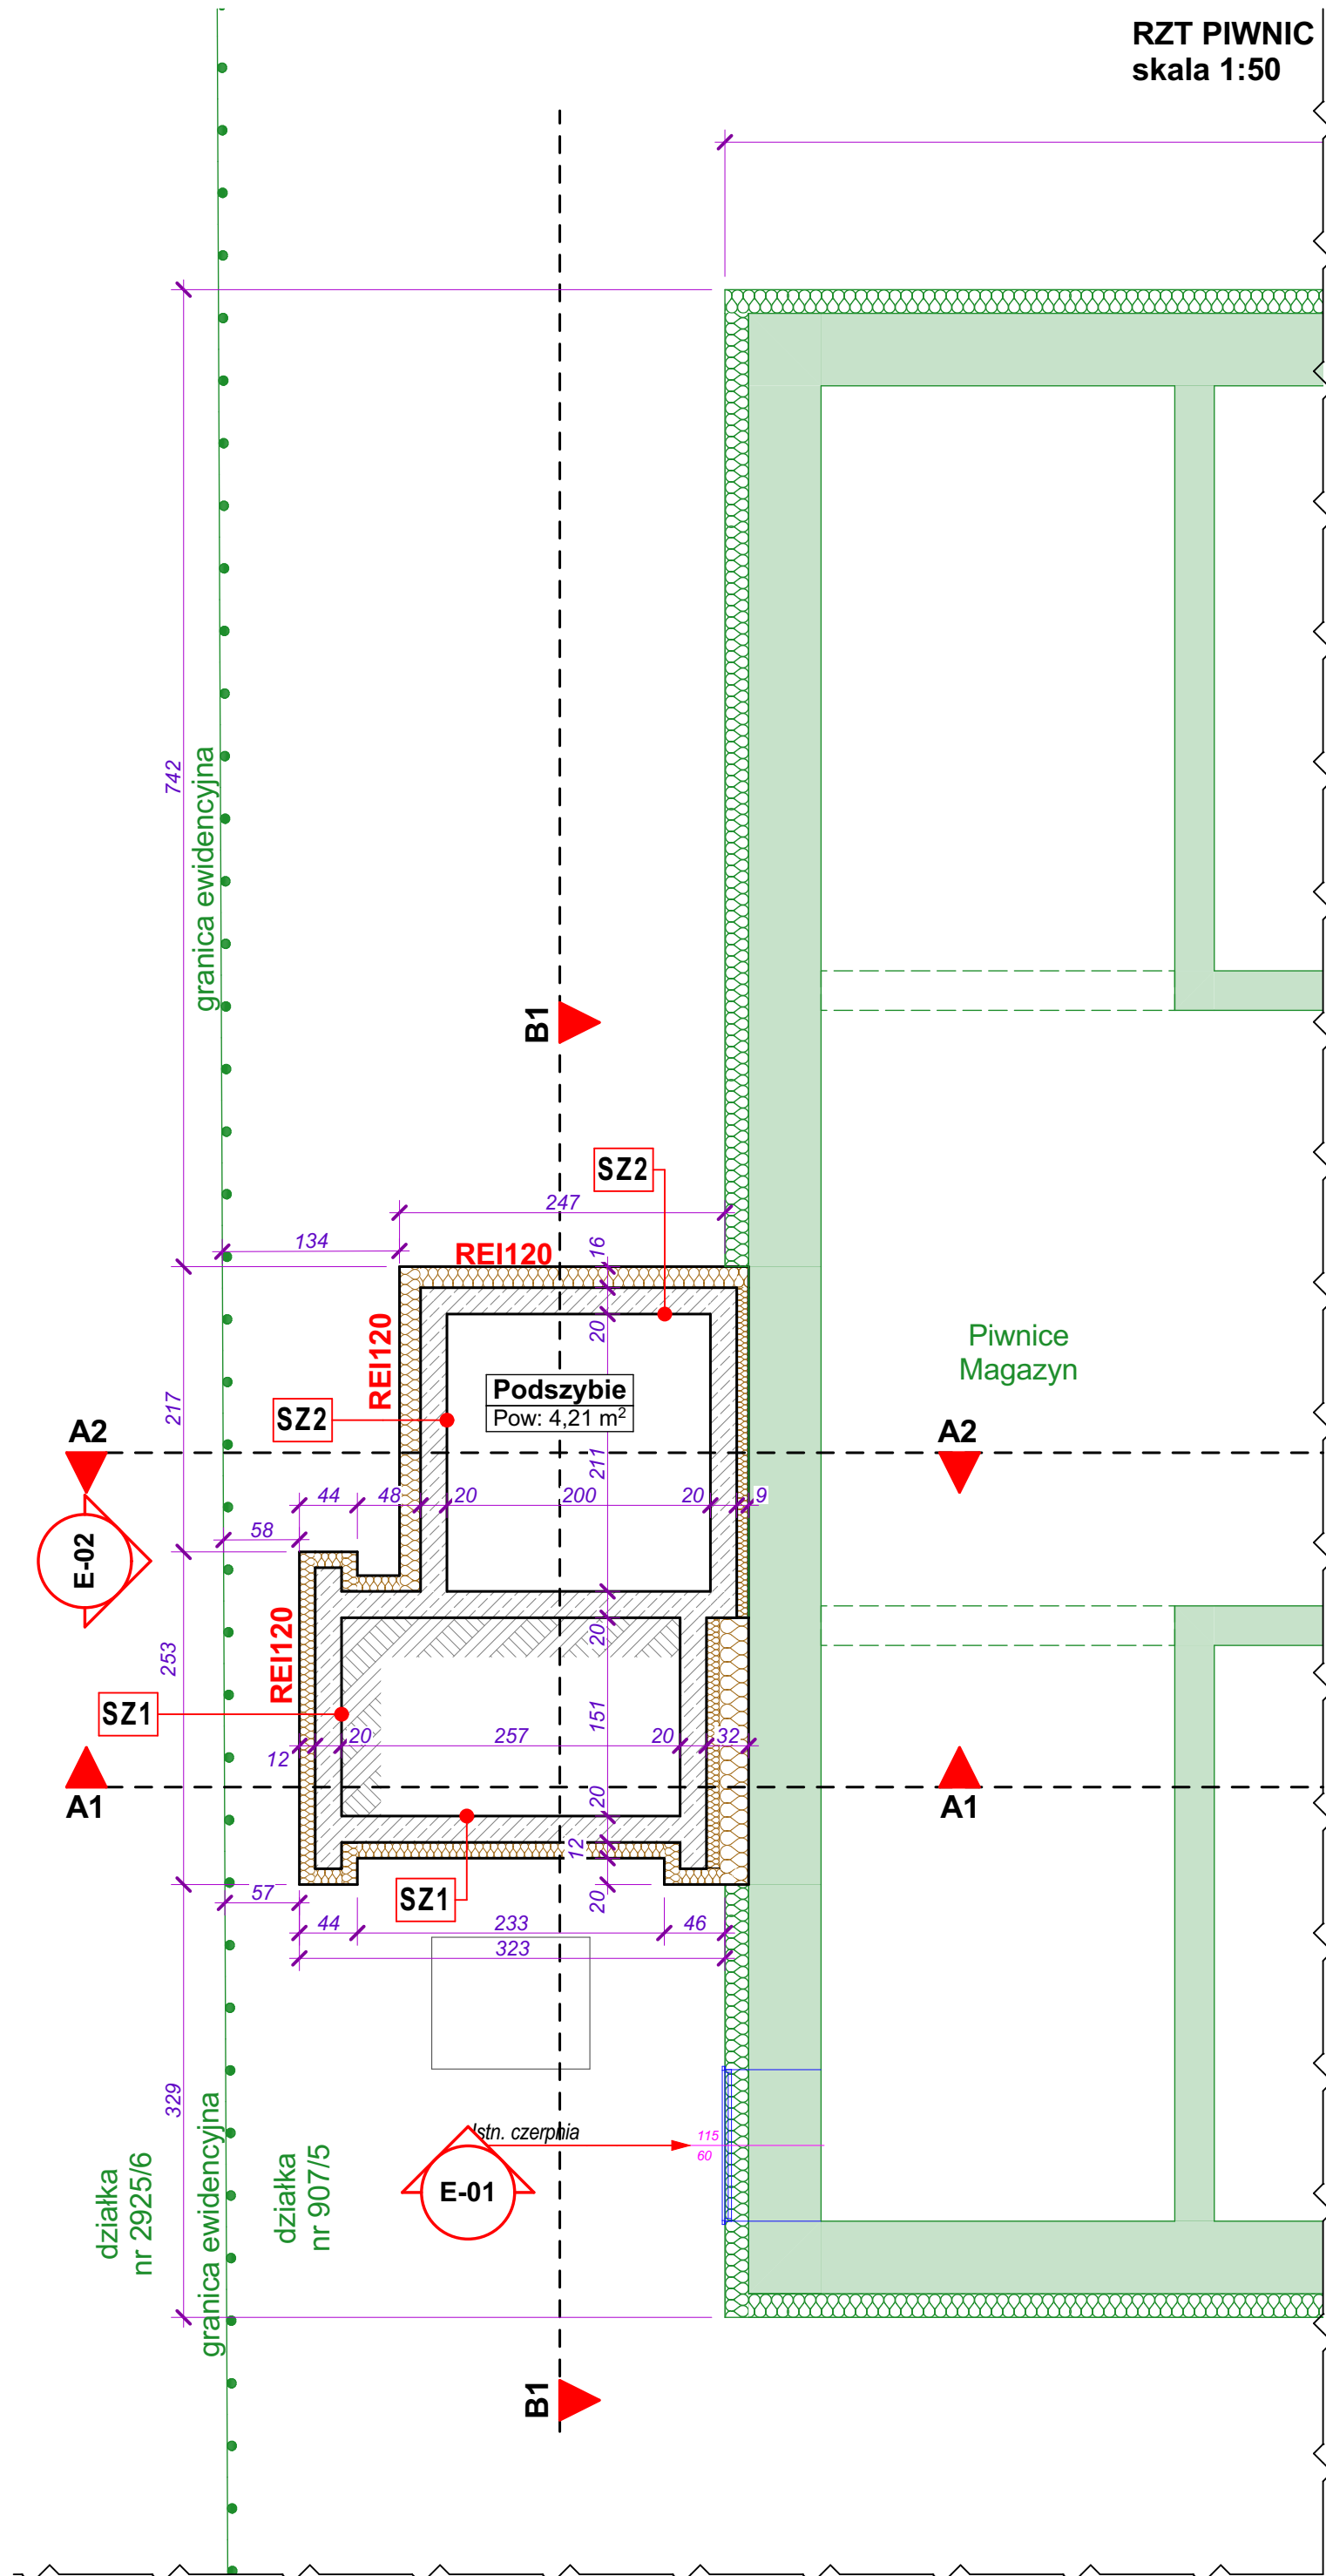 RZT PIWNIC
skala 1:50
742
granica ewidencyjna
B1
SZ2
247
134
REI120
16
20
REI120
Piwnice
Magazyn
Podszybie
Pow: 4,21 m²
217
SZ2
A2
A2
211
44
48
20
200
20
9
58
E-02
20
REI120
253
SZ1
151
20
257
20
32
12
A1
A1
20
12
20
57
SZ1
44
233
46
323
329
Istn. czerpnia
115
60
E-01
działka
nr 2925/6
granica ewidencyjna
działka
nr 907/5
B1